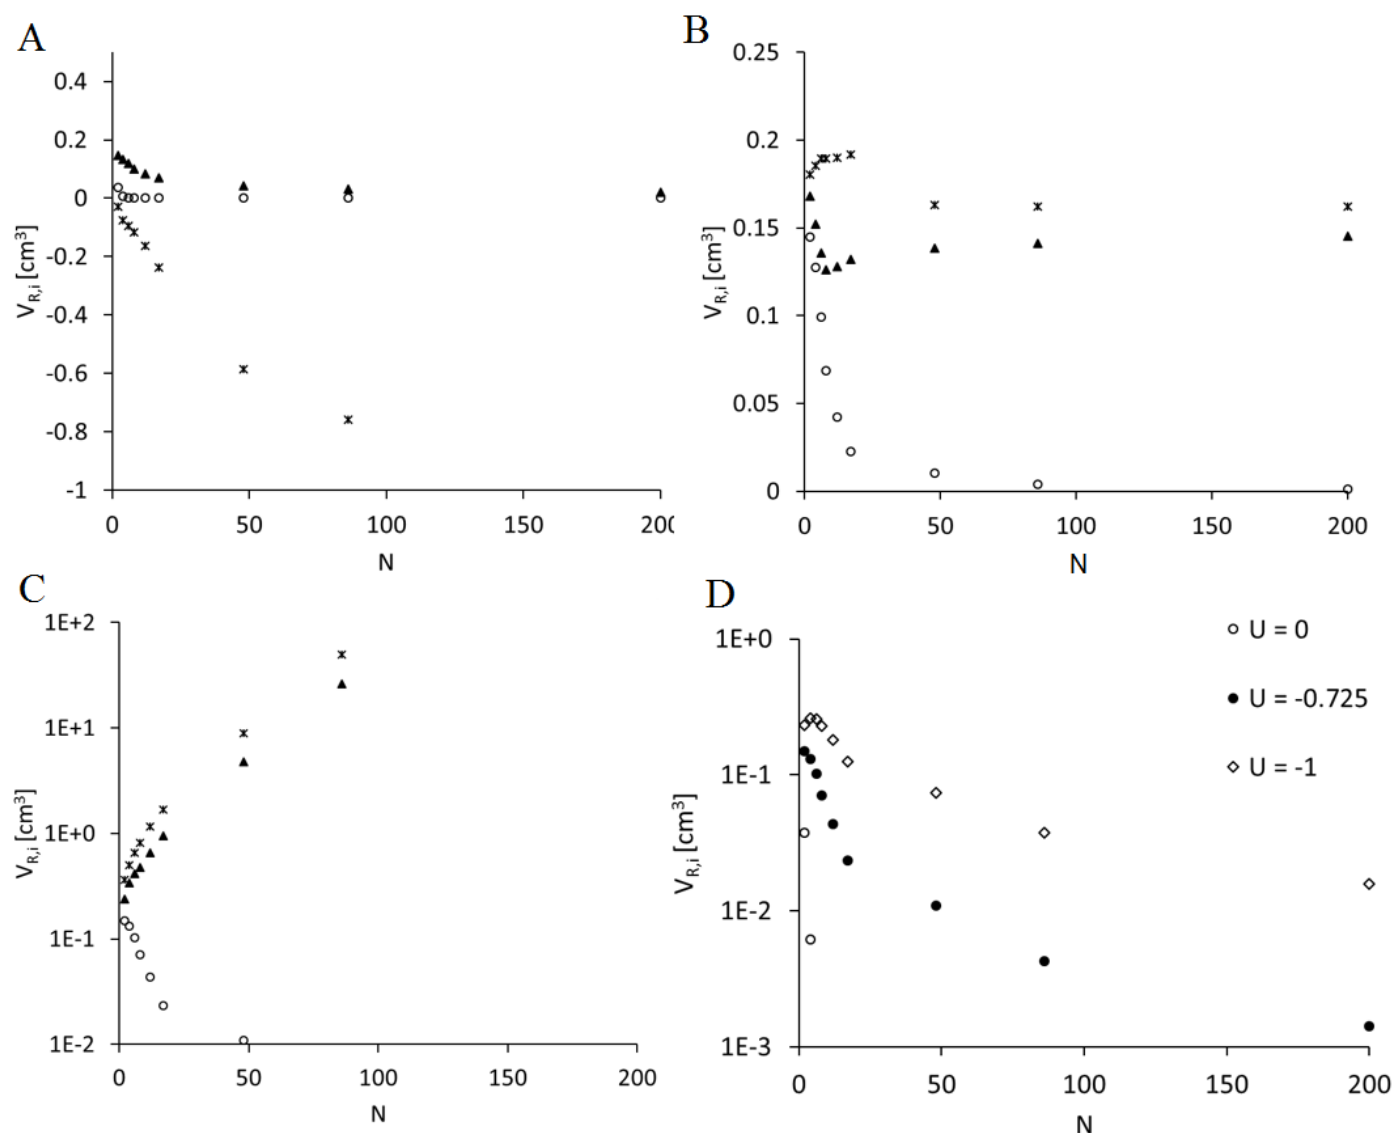 A
0.4
0.2
0
-0.2
-0.4
-0.6
-0.8
-1
V_{R,i} [cm³]
0 50 100 150 200
N
B
0.25
0.2
0.15
0.1
0.05
0
V_{R,i} [cm³]
0 50 100 150 200
N
C
1E+2
1E+1
1E+0
1E-1
1E-2
V_{R,i} [cm³]
0 50 100 150 200
N
D
1E+0
1E-1
1E-2
1E-3
V_{R,i} [cm³]
0 50 100 150 200
N
U = 0
U = -0.725
U = -1